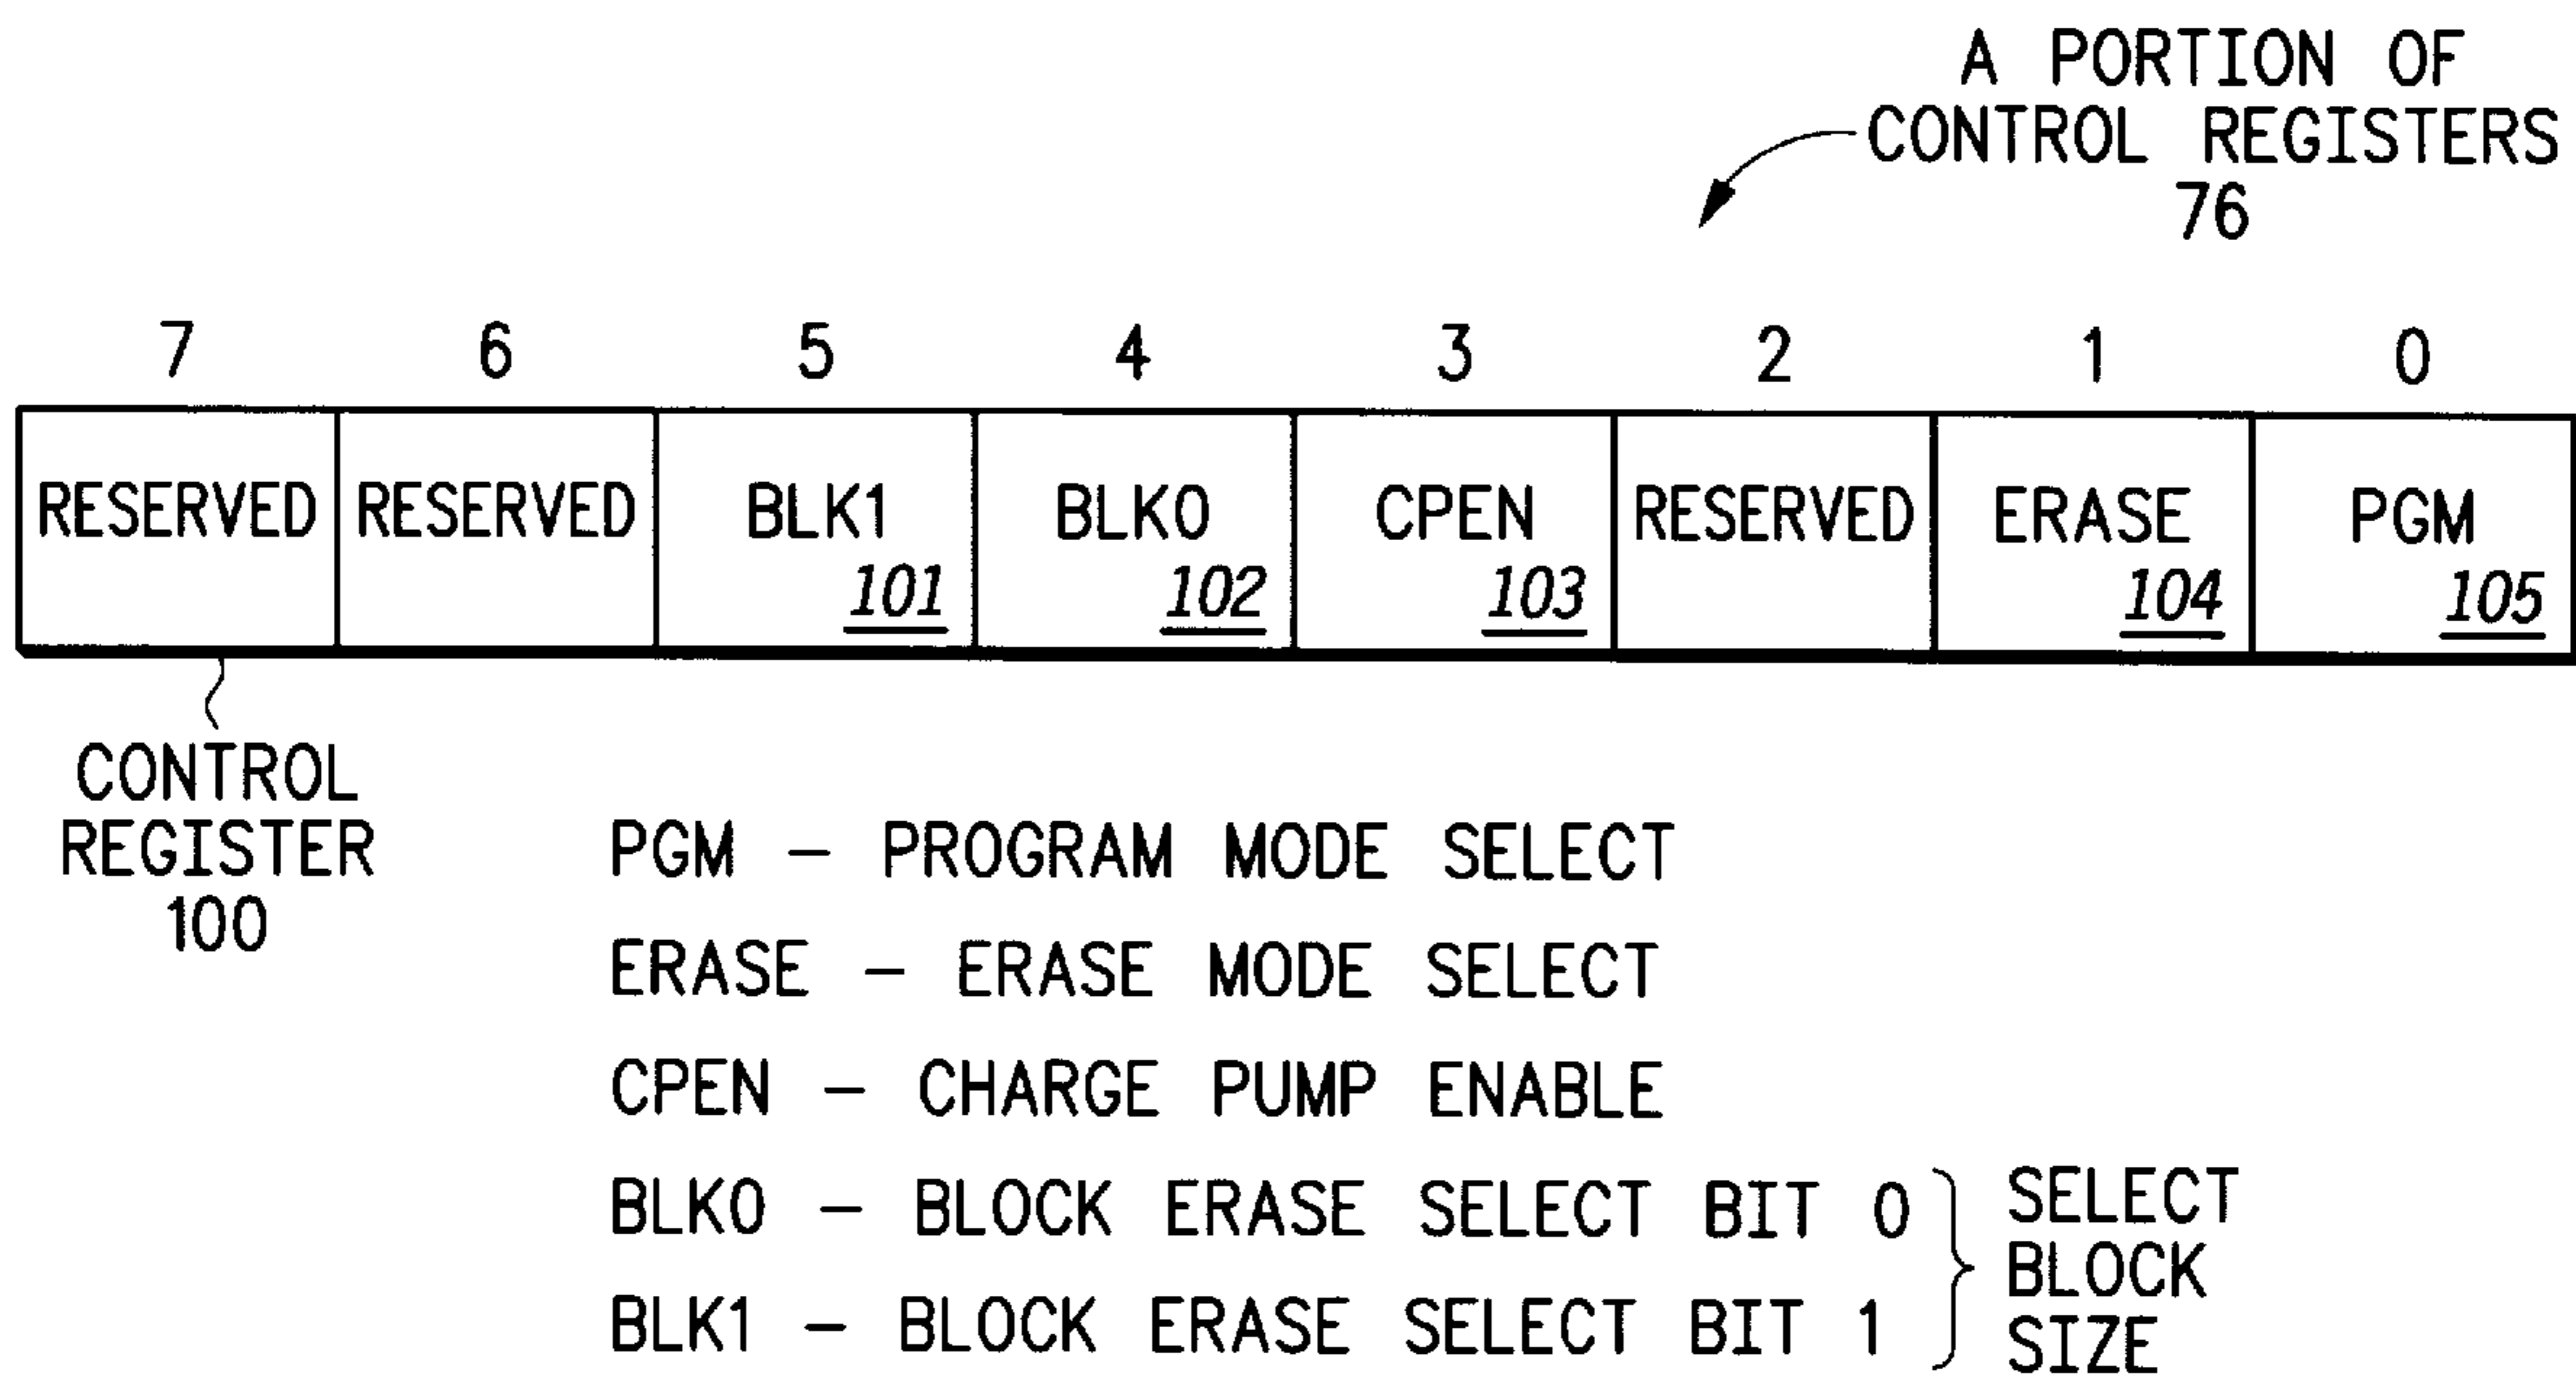 A PORTION OF
CONTROL REGISTERS
76
7 6 5 4 3 2 1 0
RESERVED RESERVED BLK1 BLK0 CPEN RESERVED ERASE PGM
101 102 103 104 105
CONTROL
REGISTER
100
PGM – PROGRAM MODE SELECT
ERASE – ERASE MODE SELECT
CPEN – CHARGE PUMP ENABLE
BLK0 – BLOCK ERASE SELECT BIT 0
BLK1 – BLOCK ERASE SELECT BIT 1
SELECT
BLOCK
SIZE